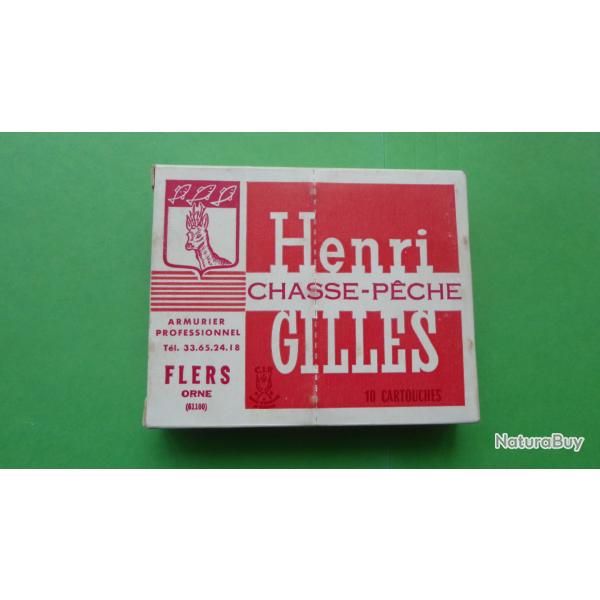 Henri
CHASSE-PÊCHE
GILLES
10 CARTOUCHES
C.I.P.
ARMURIER
PROFESSIONNEL
Tél. 33.65.24.18
FLERS
ORNE
(61100)
NaturaBuy